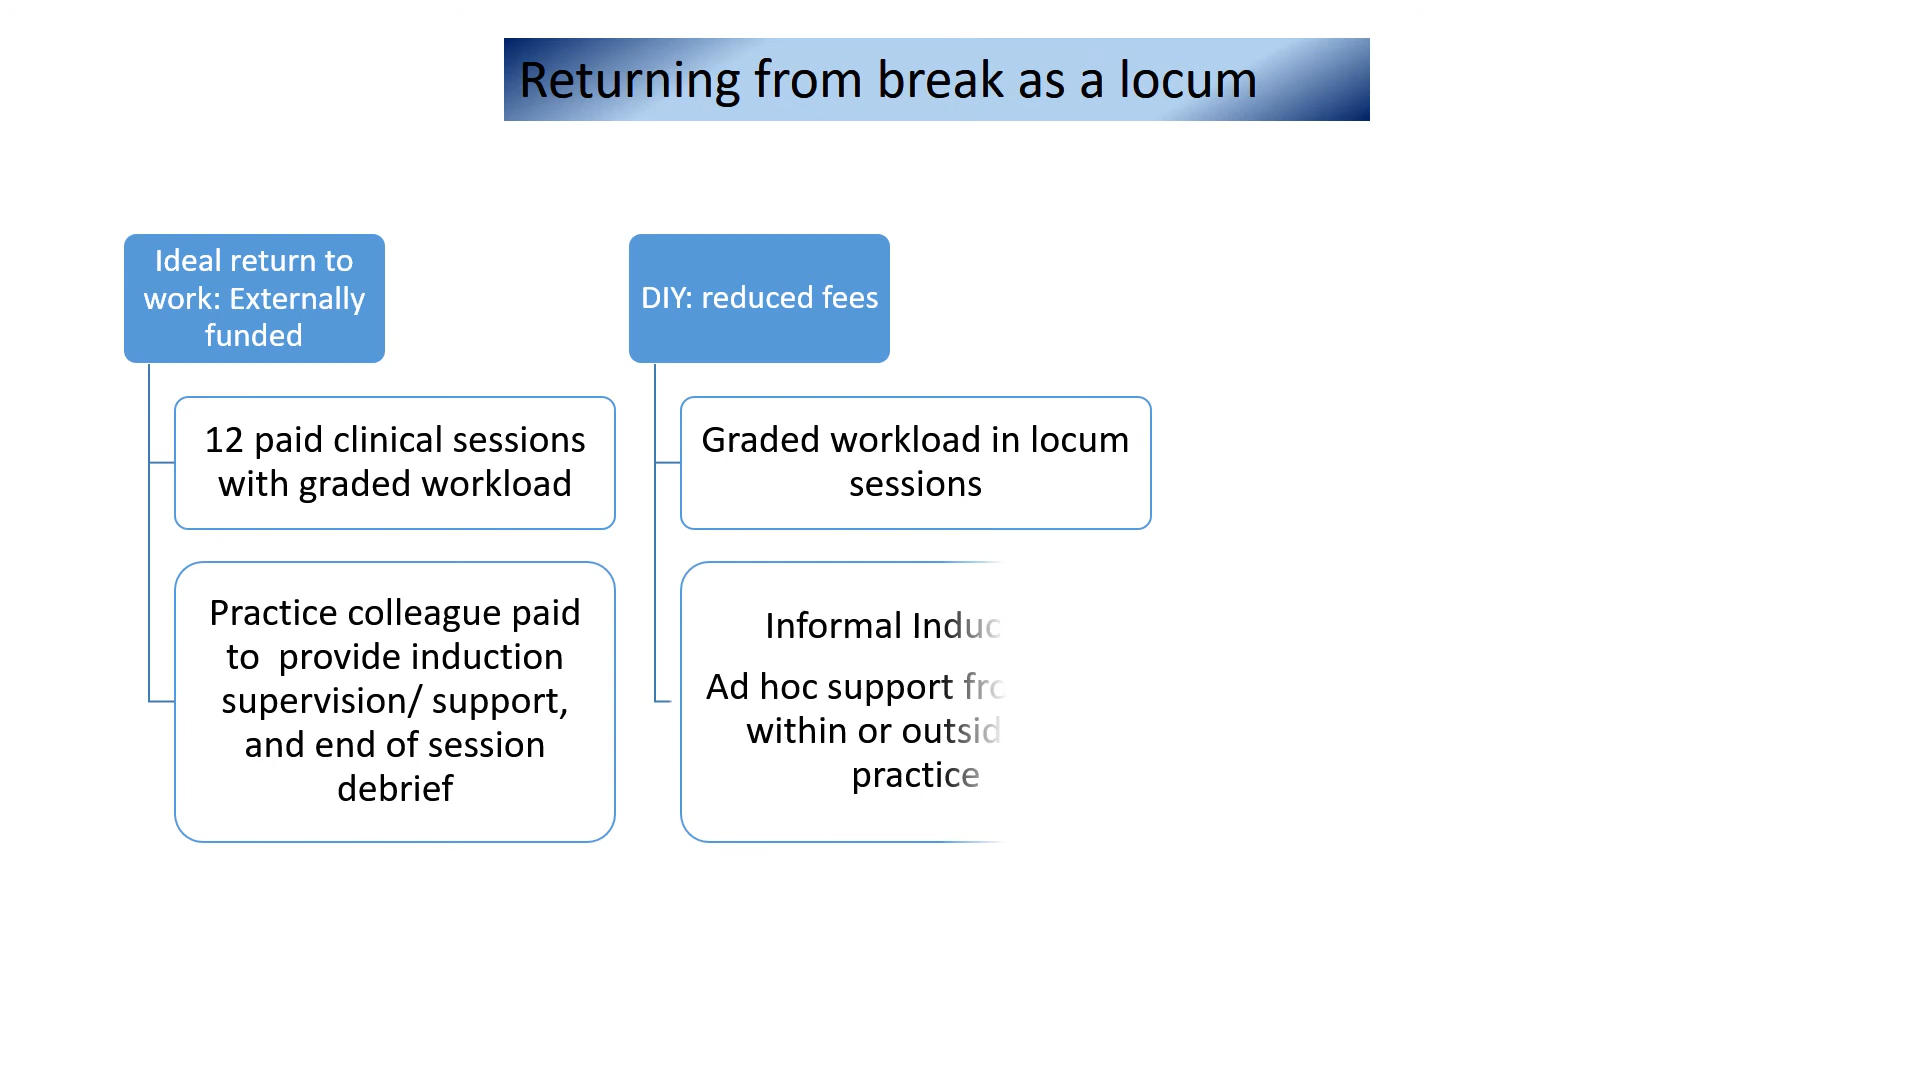 Returning from break as a locum
Ideal return to
work: Externally
funded
12 paid clinical sessions
with graded workload
Practice colleague paid
to  provide induction
supervision/ support,
and end of session
debrief
DIY: reduced fees
Graded workload in locum
sessions
Informal
Ad hoc support
within or
practice